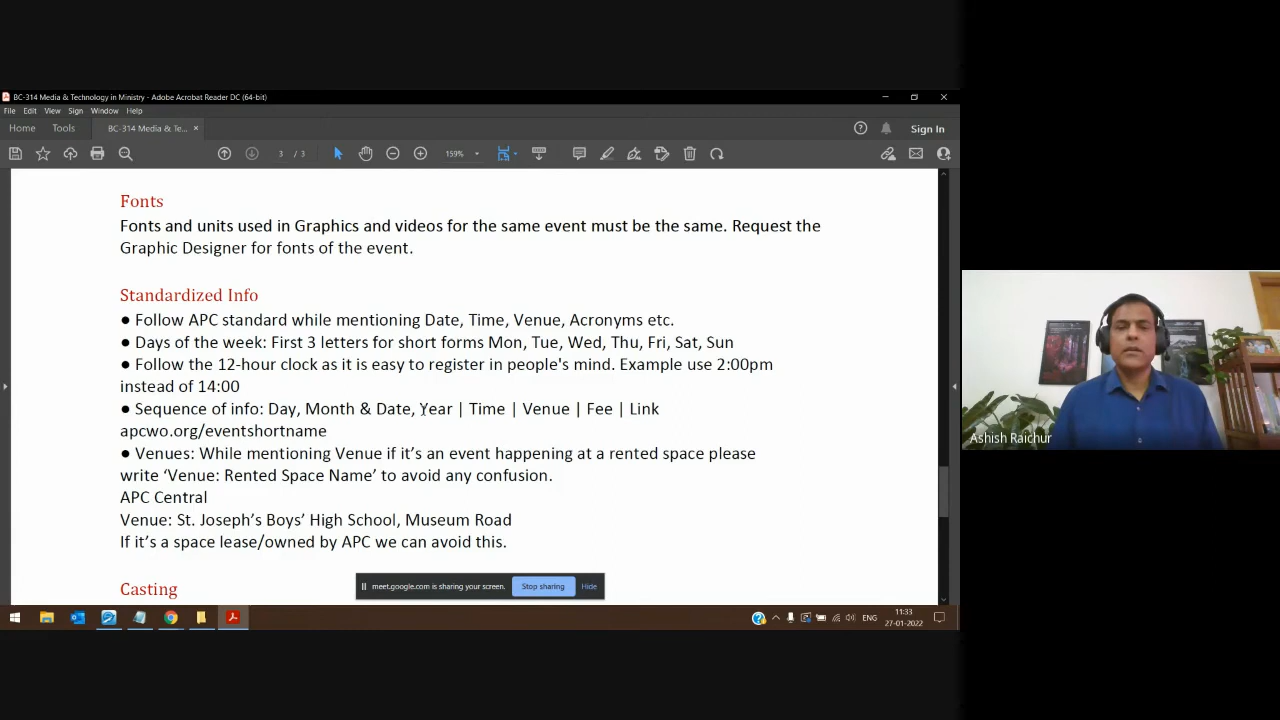 BC-314 Media & Technology in Ministry - Adobe Acrobat Reader DC (64-bit)
File Edit View Sign Window Help
Home Tools BC-314 Media & Te... × Sign In
3 / 3 159%
Fonts
Fonts and units used in Graphics and videos for the same event must be the same. Request the
Graphic Designer for fonts of the event.
Standardized Info
● Follow APC standard while mentioning Date, Time, Venue, Acronyms etc.
● Days of the week: First 3 letters for short forms Mon, Tue, Wed, Thu, Fri, Sat, Sun
● Follow the 12-hour clock as it is easy to register in people's mind. Example use 2:00pm
instead of 14:00
● Sequence of info: Day, Month & Date, Year | Time | Venue | Fee | Link
apcwo.org/eventshortname
● Venues: While mentioning Venue if it’s an event happening at a rented space please
write ‘Venue: Rented Space Name’ to avoid any confusion.
APC Central
Venue: St. Joseph’s Boys’ High School, Museum Road
If it’s a space lease/owned by APC we can avoid this.
Casting
meet.google.com is sharing your screen. Stop sharing Hide
ENG 11:33
27-01-2022
Ashish Raichur